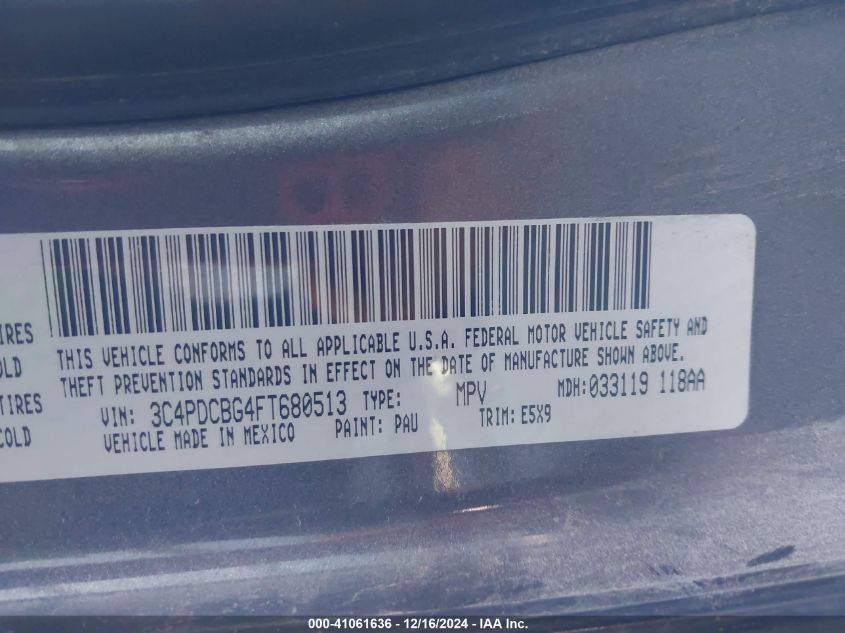 THIS VEHICLE CONFORMS TO ALL APPLICABLE U.S.A. FEDERAL MOTOR VEHICLE SAFETY AND
THEFT PREVENTION STANDARDS IN EFFECT ON THE DATE OF MANUFACTURE SHOWN ABOVE.
IRES
OLD
TIRES
COLD
VIN: 3C4PDCBG4FT680513 TYPE: MPV MDH:033119 118AA
VEHICLE MADE IN MEXICO PAINT: PAU TRIM: E5X9
000-41061636 - 12/16/2024 - IAA Inc.